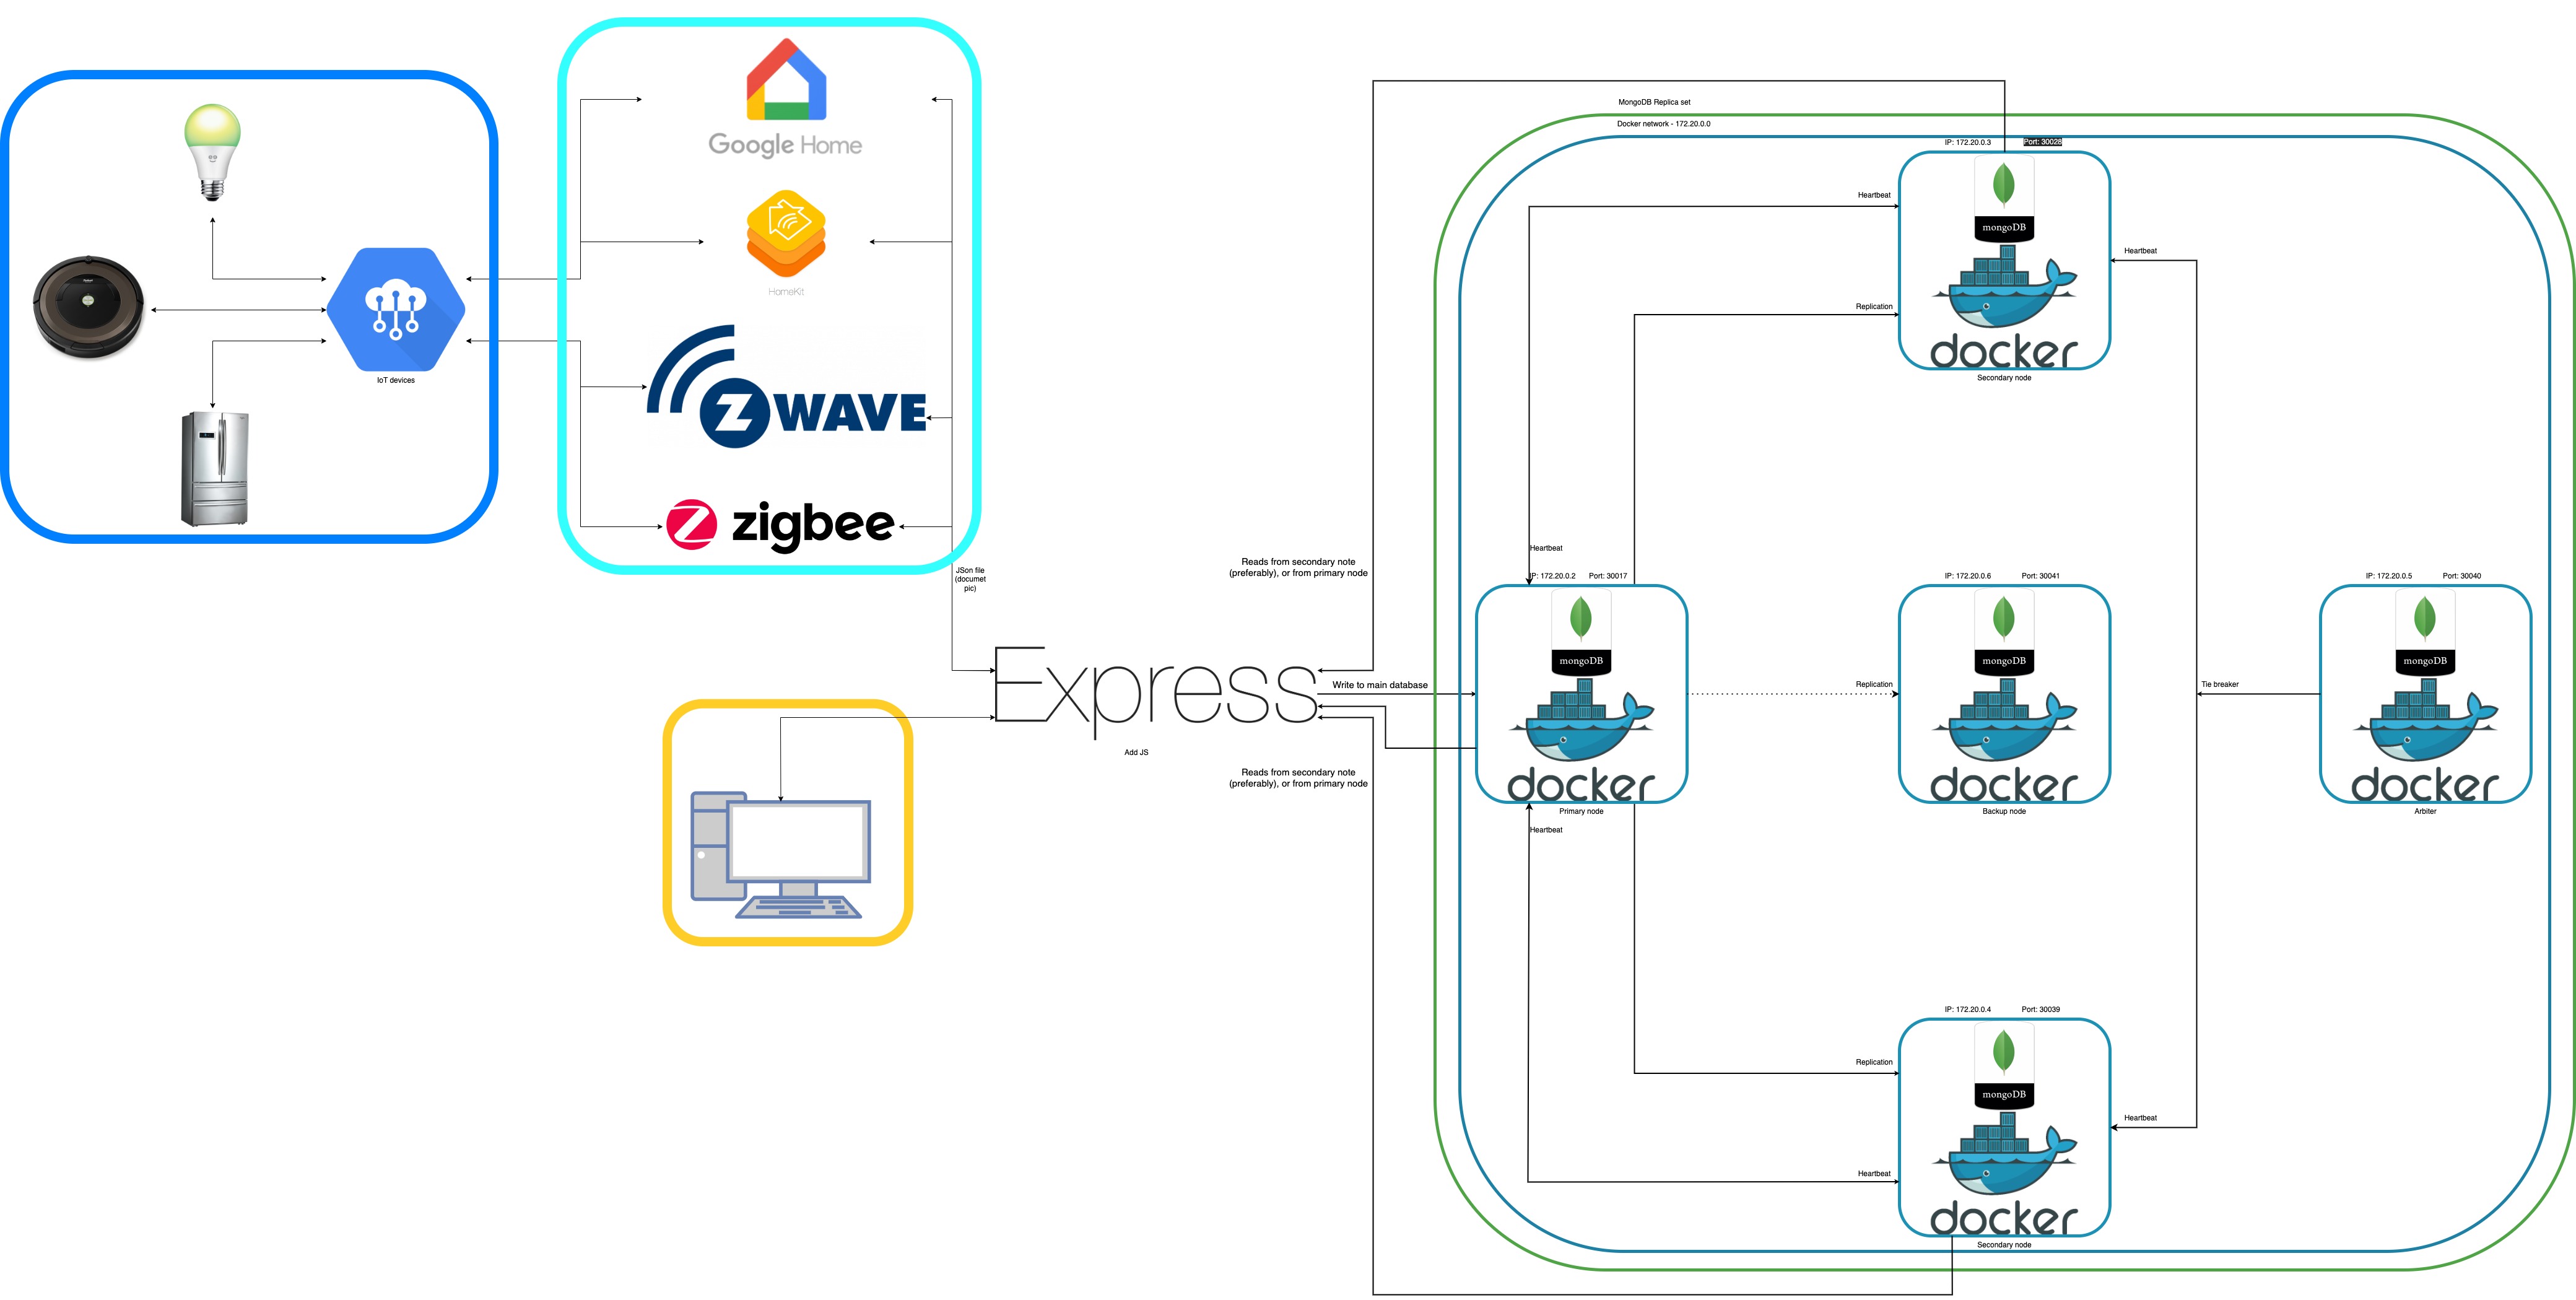 Google Home
HomeKit
Z WAVE
zigbee
IoT devices
JSon file
(documet
pic)
Express
Add JS
Reads from secondary note
(preferably), or from primary node
Write to main database
Reads from secondary note
(preferably), or from primary node
MongoDB Replica set
Docker network - 172.20.0.0
IP: 172.20.0.3 Port: 30028
Heartbeat
mongoDB
Replication
docker
Secondary node
Heartbeat
Heartbeat
IP: 172.20.0.2 Port: 30017
mongoDB
docker
Primary node
Heartbeat
IP: 172.20.0.6 Port: 30041
mongoDB
Replication
docker
Backup node
Tie breaker
IP: 172.20.0.5 Port: 30040
mongoDB
docker
Arbiter
IP: 172.20.0.4 Port: 30039
Replication
mongoDB
Heartbeat
Heartbeat
docker
Secondary node